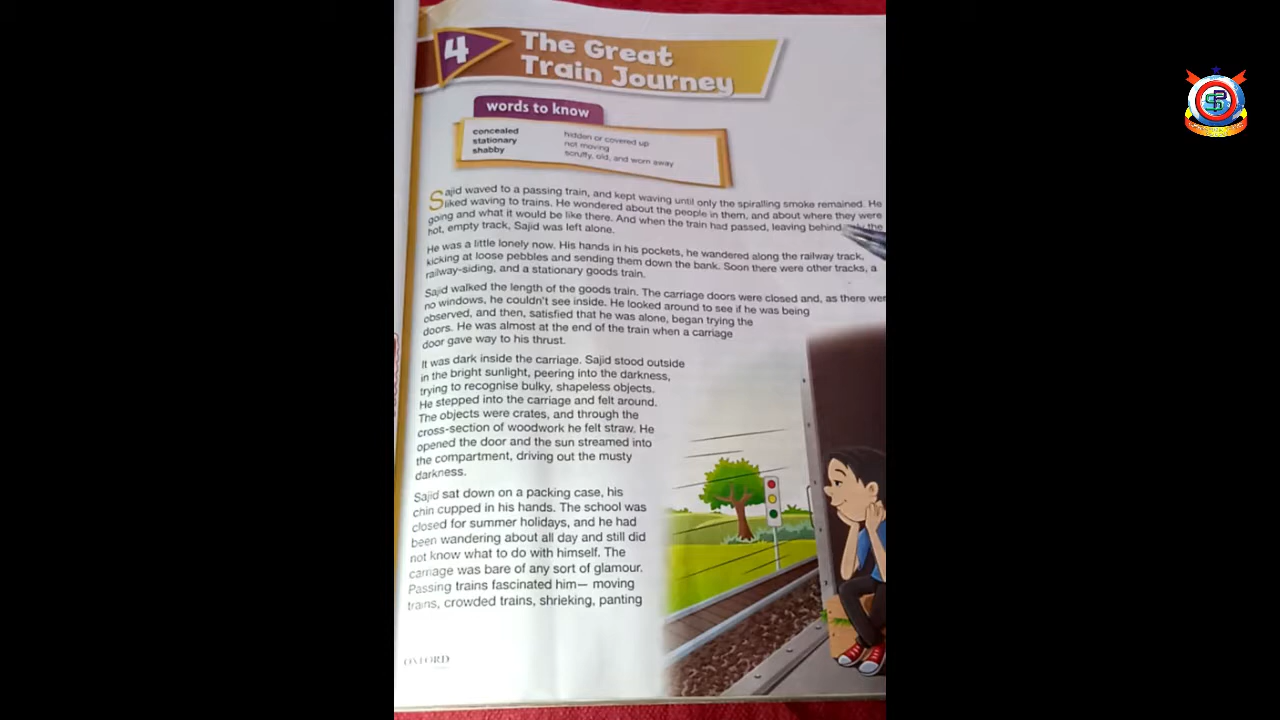 4
The Great
Train Journey
words to know
concealed hidden or covered up
stationary not moving
shabby scruffy, old, and worn away
Sajid waved to a passing train, and kept waving until only the spiralling smoke remained. He
liked waving to trains. He wondered about the people in them, and about where they were
going and what it would be like there. And when the train had passed, leaving behind the
hot, empty track, Sajid was left alone.
He was a little lonely now. His hands in his pockets, he wandered along the railway track,
kicking at loose pebbles and sending them down the bank. Soon there were other tracks, a
railway-siding, and a stationary goods train.
Sajid walked the length of the goods train. The carriage doors were closed and, as there wer
no windows, he couldn't see inside. He looked around to see if he was being
observed, and then, satisfied that he was alone, began trying the
doors. He was almost at the end of the train when a carriage
door gave way to his thrust.
It was dark inside the carriage. Sajid stood outside
in the bright sunlight, peering into the darkness,
trying to recognise bulky, shapeless objects.
He stepped into the carriage and felt around.
The objects were crates, and through the
cross-section of woodwork he felt straw. He
opened the door and the sun streamed into
the compartment, driving out the musty
darkness.
Sajid sat down on a packing case, his
chin cupped in his hands. The school was
closed for summer holidays, and he had
been wandering about all day and still did
not know what to do with himself. The
carriage was bare of any sort of glamour.
Passing trains fascinated him— moving
trains, crowded trains, shrieking, panting
OXFORD